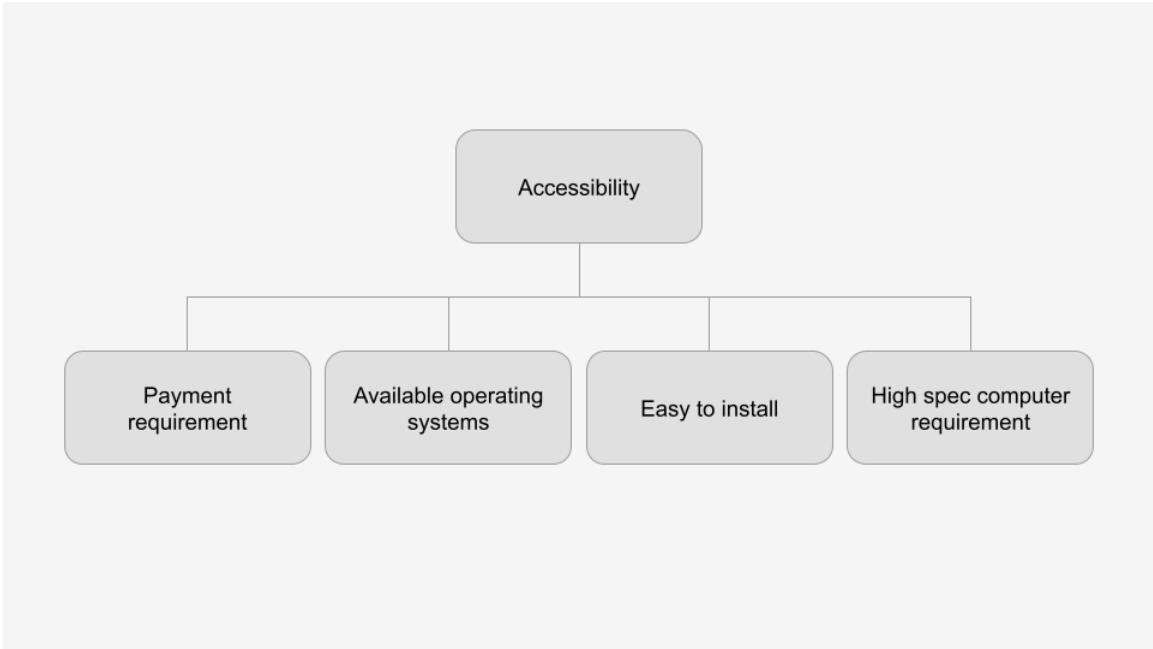 Accessibility
Payment
requirement
Available operating
systems
Easy to install
High spec computer
requirement